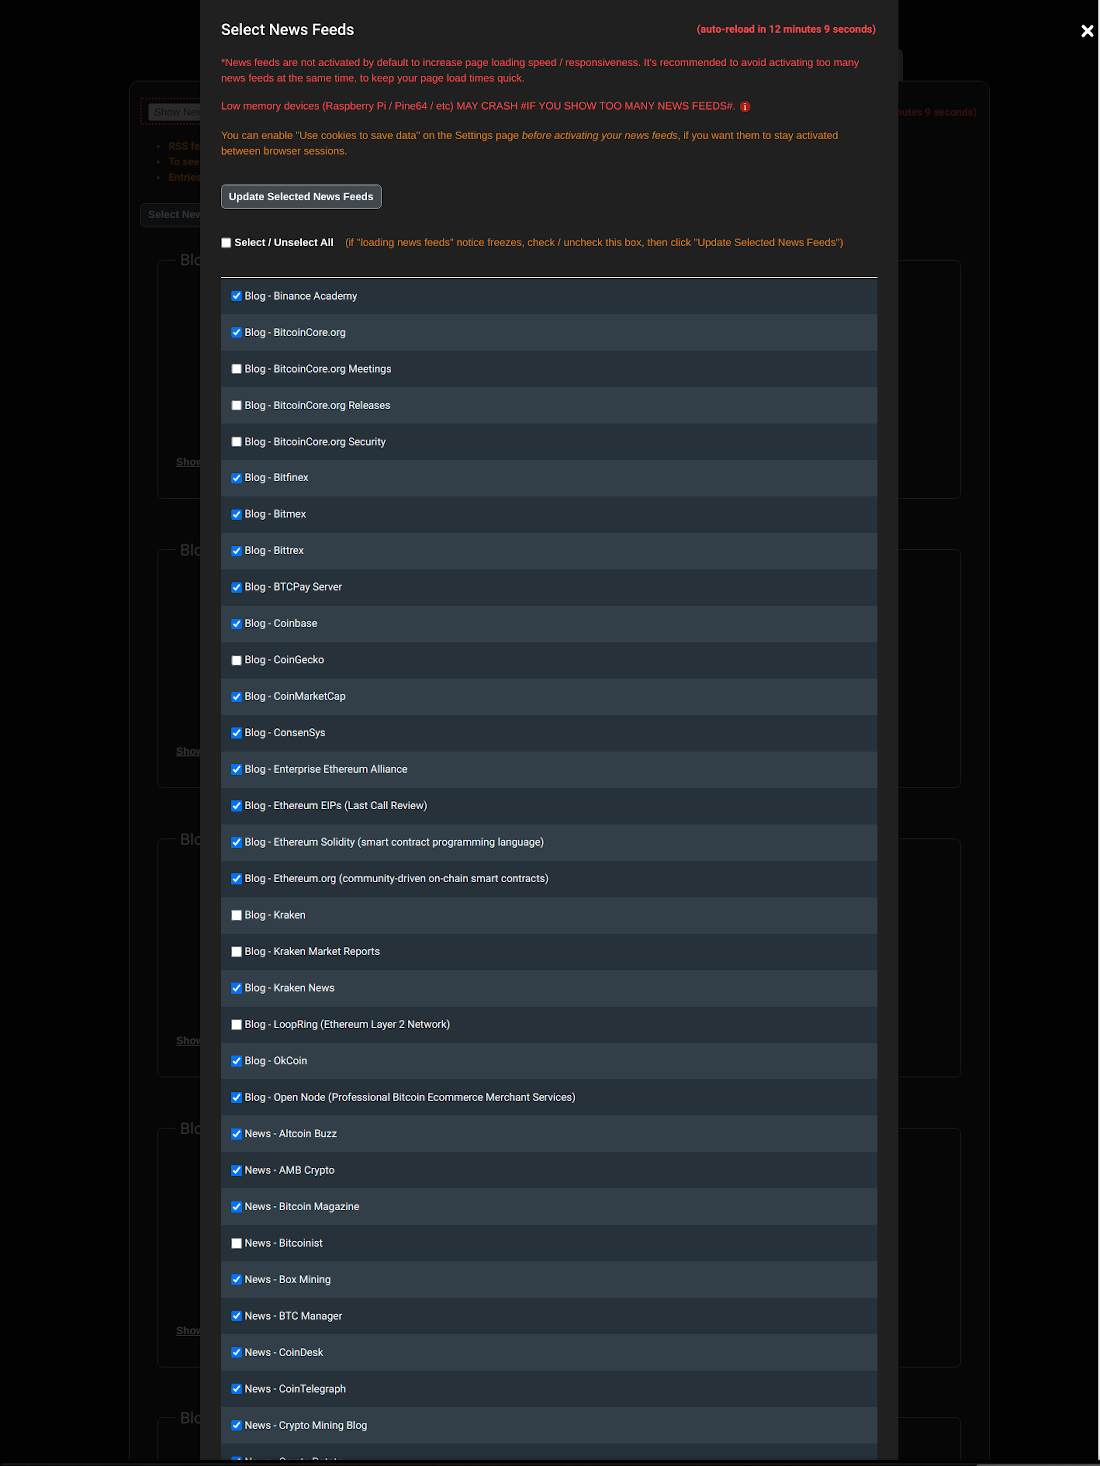 Select News Feeds
(auto-reload in 12 minutes 9 seconds)
*News feeds are not activated by default to increase page loading speed / responsiveness. It's recommended to avoid activating too many
news feeds at the same time, to keep your page load times quick.
Low memory devices (Raspberry Pi / Pine64 / etc) MAY CRASH #IF YOU SHOW TOO MANY NEWS FEEDS#.
You can enable "Use cookies to save data" on the Settings page before activating your news feeds, if you want them to stay activated
between browser sessions.
Update Selected News Feeds
Select / Unselect All (if "loading news feeds" notice freezes, check / uncheck this box, then click "Update Selected News Feeds")
Blog - Binance Academy
Blog - BitcoinCore.org
Blog - BitcoinCore.org Meetings
Blog - BitcoinCore.org Releases
Blog - BitcoinCore.org Security
Blog - Bitfinex
Blog - Bitmex
Blog - Bittrex
Blog - BTCPay Server
Blog - Coinbase
Blog - CoinGecko
Blog - CoinMarketCap
Blog - ConsenSys
Blog - Enterprise Ethereum Alliance
Blog - Ethereum EIPs (Last Call Review)
Blog - Ethereum Solidity (smart contract programming language)
Blog - Ethereum.org (community-driven on-chain smart contracts)
Blog - Kraken
Blog - Kraken Market Reports
Blog - Kraken News
Blog - LoopRing (Ethereum Layer 2 Network)
Blog - OkCoin
Blog - Open Node (Professional Bitcoin Ecommerce Merchant Services)
News - Altcoin Buzz
News - AMB Crypto
News - Bitcoin Magazine
News - Bitcoinist
News - Box Mining
News - BTC Manager
News - CoinDesk
News - CoinTelegraph
News - Crypto Mining Blog